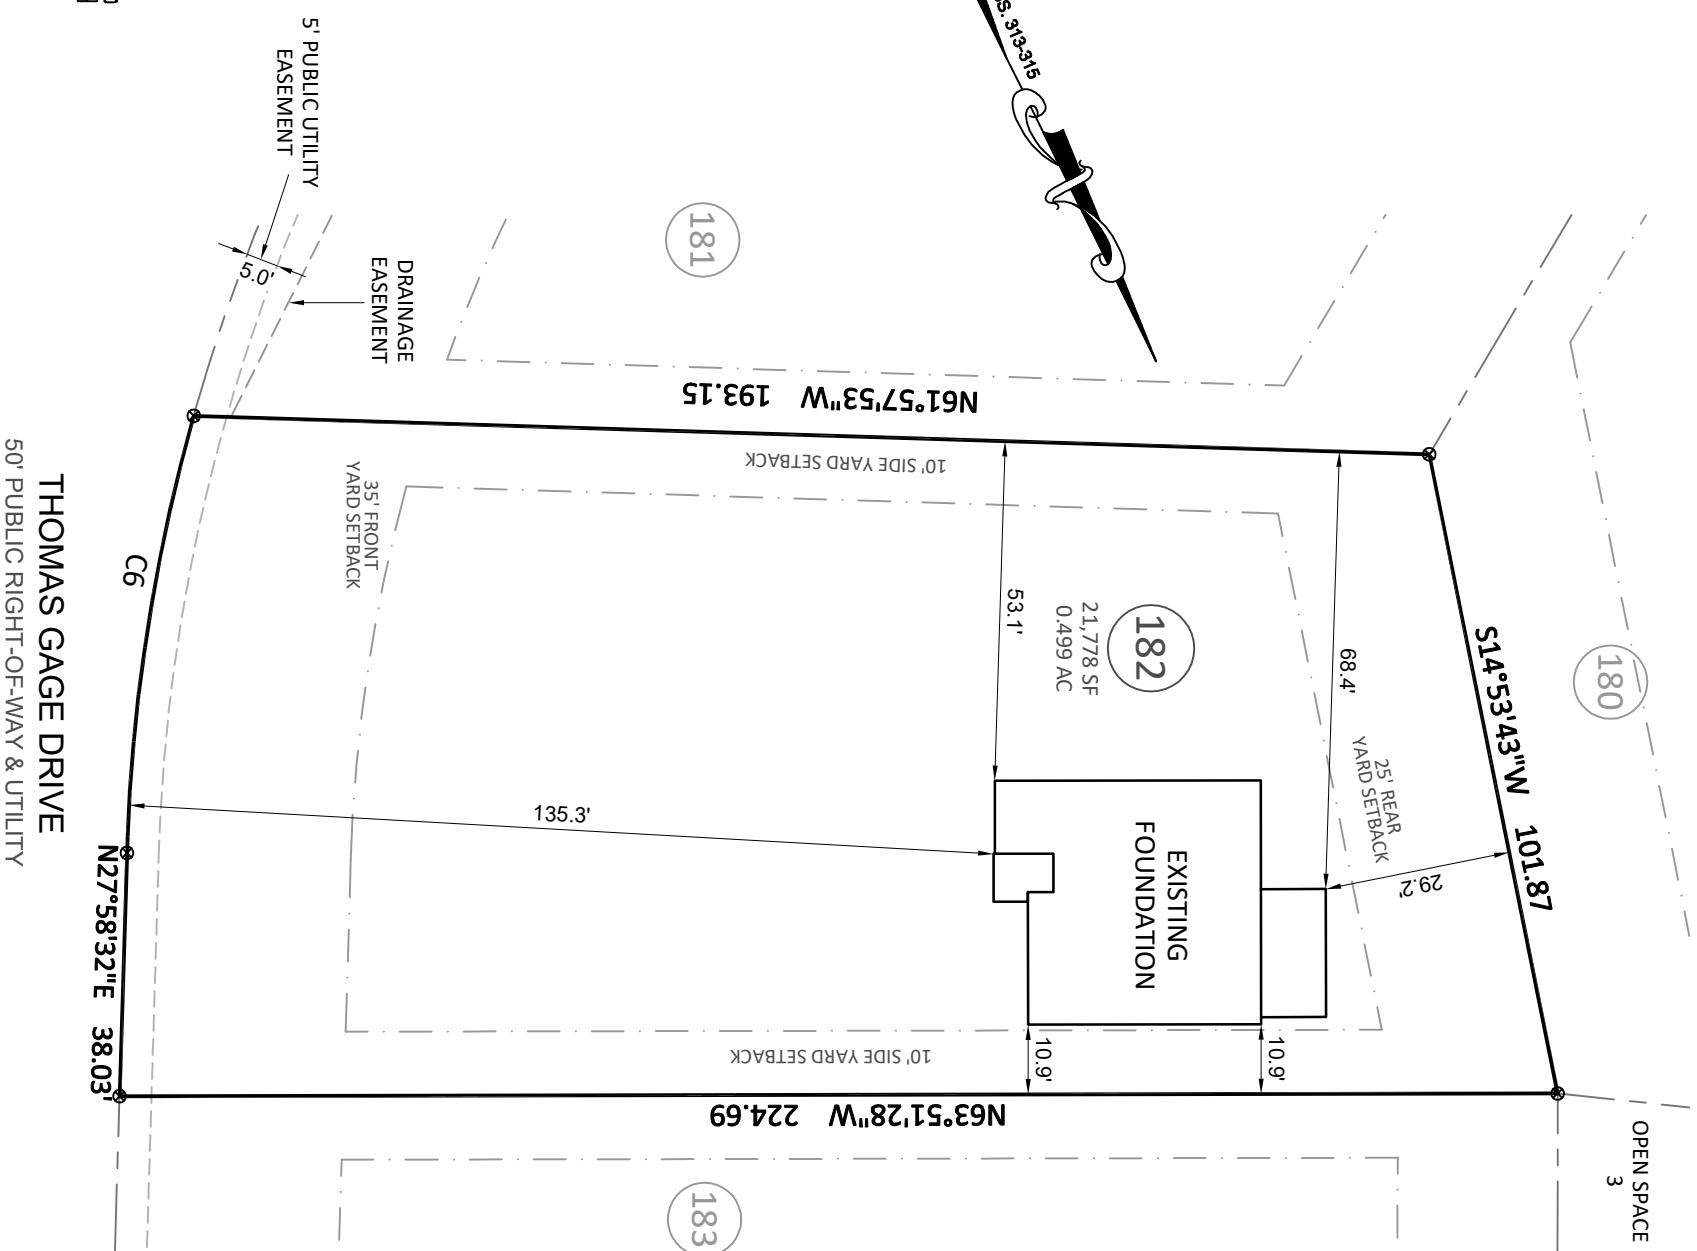 SS. 313-315
5' PUBLIC UTILITY
EASEMENT
5.0'
DRAINAGE
EASEMENT
181
N61°57'53"W 193.15
10' SIDE YARD SETBACK
35' FRONT
YARD SETBACK
C6
THOMAS GAGE DRIVE
50' PUBLIC RIGHT-OF-WAY & UTILITY
53.1'
182
21,778 SF
0.499 AC
68.4'
180
S14°53'43"W 101.87
25' REAR
YARD SETBACK
29.2'
135.3'
EXISTING
FOUNDATION
N27°58'32"E 38.03'
10' SIDE YARD SETBACK
10.9'
10.9'
N63°51'28"W 224.69
OPEN SPACE
3
183